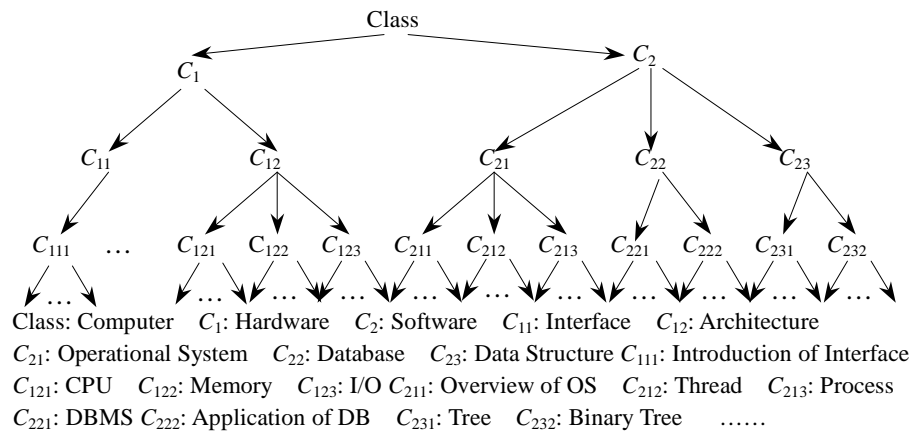 Class
C₁ C₂
C₁₁ C₁₂ C₂₁ C₂₂ C₂₃
C₁₁₁ … C₁₂₁ C₁₂₂ C₁₂₃ C₂₁₁ C₂₁₂ C₂₁₃ C₂₂₁ C₂₂₂ C₂₃₁ C₂₃₂
… … … … … … … … … … …
Class: Computer C₁: Hardware C₂: Software C₁₁: Interface C₁₂: Architecture
C₂₁: Operational System C₂₂: Database C₂₃: Data Structure C₁₁₁: Introduction of Interface
C₁₂₁: CPU C₁₂₂: Memory C₁₂₃: I/O C₂₁₁: Overview of OS C₂₁₂: Thread C₂₁₃: Process
C₂₂₁: DBMS C₂₂₂: Application of DB C₂₃₁: Tree C₂₃₂: Binary Tree ……